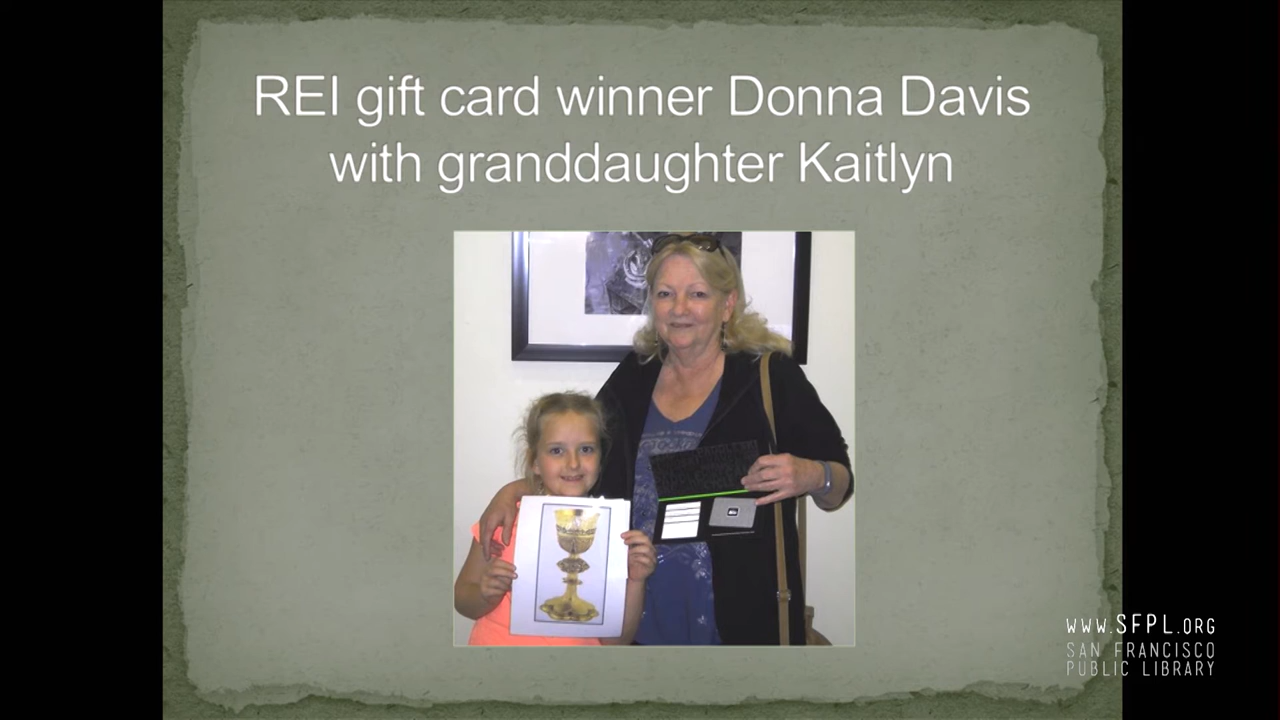 REI gift card winner Donna Davis
with granddaughter Kaitlyn
www.SFPL.org
SAN FRANCISCO
PUBLIC LIBRARY